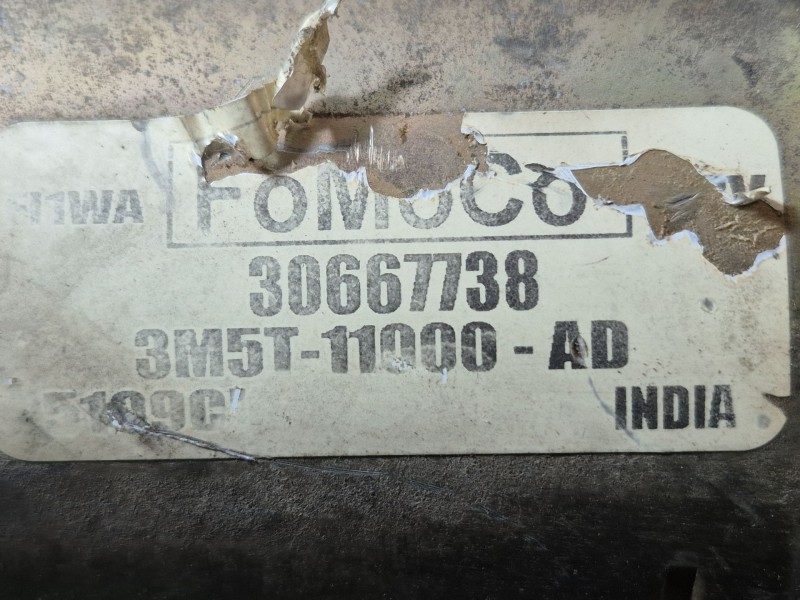 FoMoCo
30667738
3M5T-11000-AD
INDIA